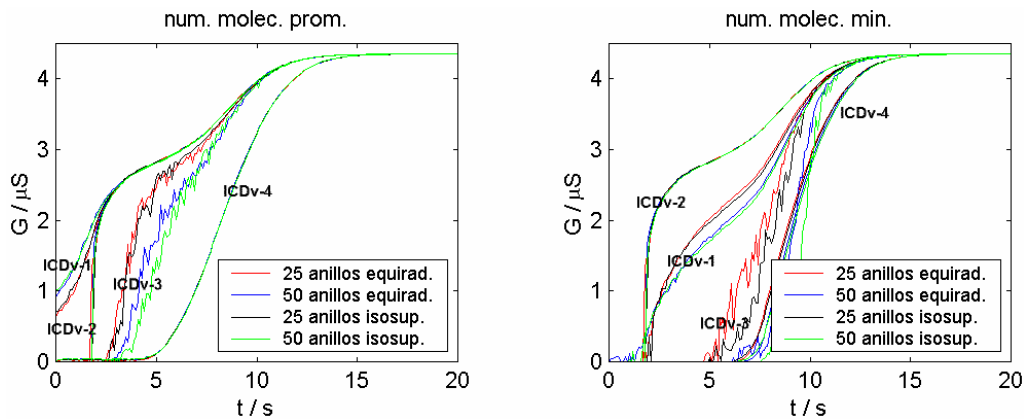 num. molec. prom.
G / µS
4
3
2
1
0
ICDv-1
ICDv-2
ICDv-3
ICDv-4
25 anillos equirad.
50 anillos equirad.
25 anillos isosup.
50 anillos isosup.
0 5 10 15 20
t / s
num. molec. min.
G / µS
4
3
2
1
0
ICDv-4
ICDv-2
ICDv-1
ICDv-3
25 anillos equirad.
50 anillos equirad.
25 anillos isosup.
50 anillos isosup.
0 5 10 15 20
t / s